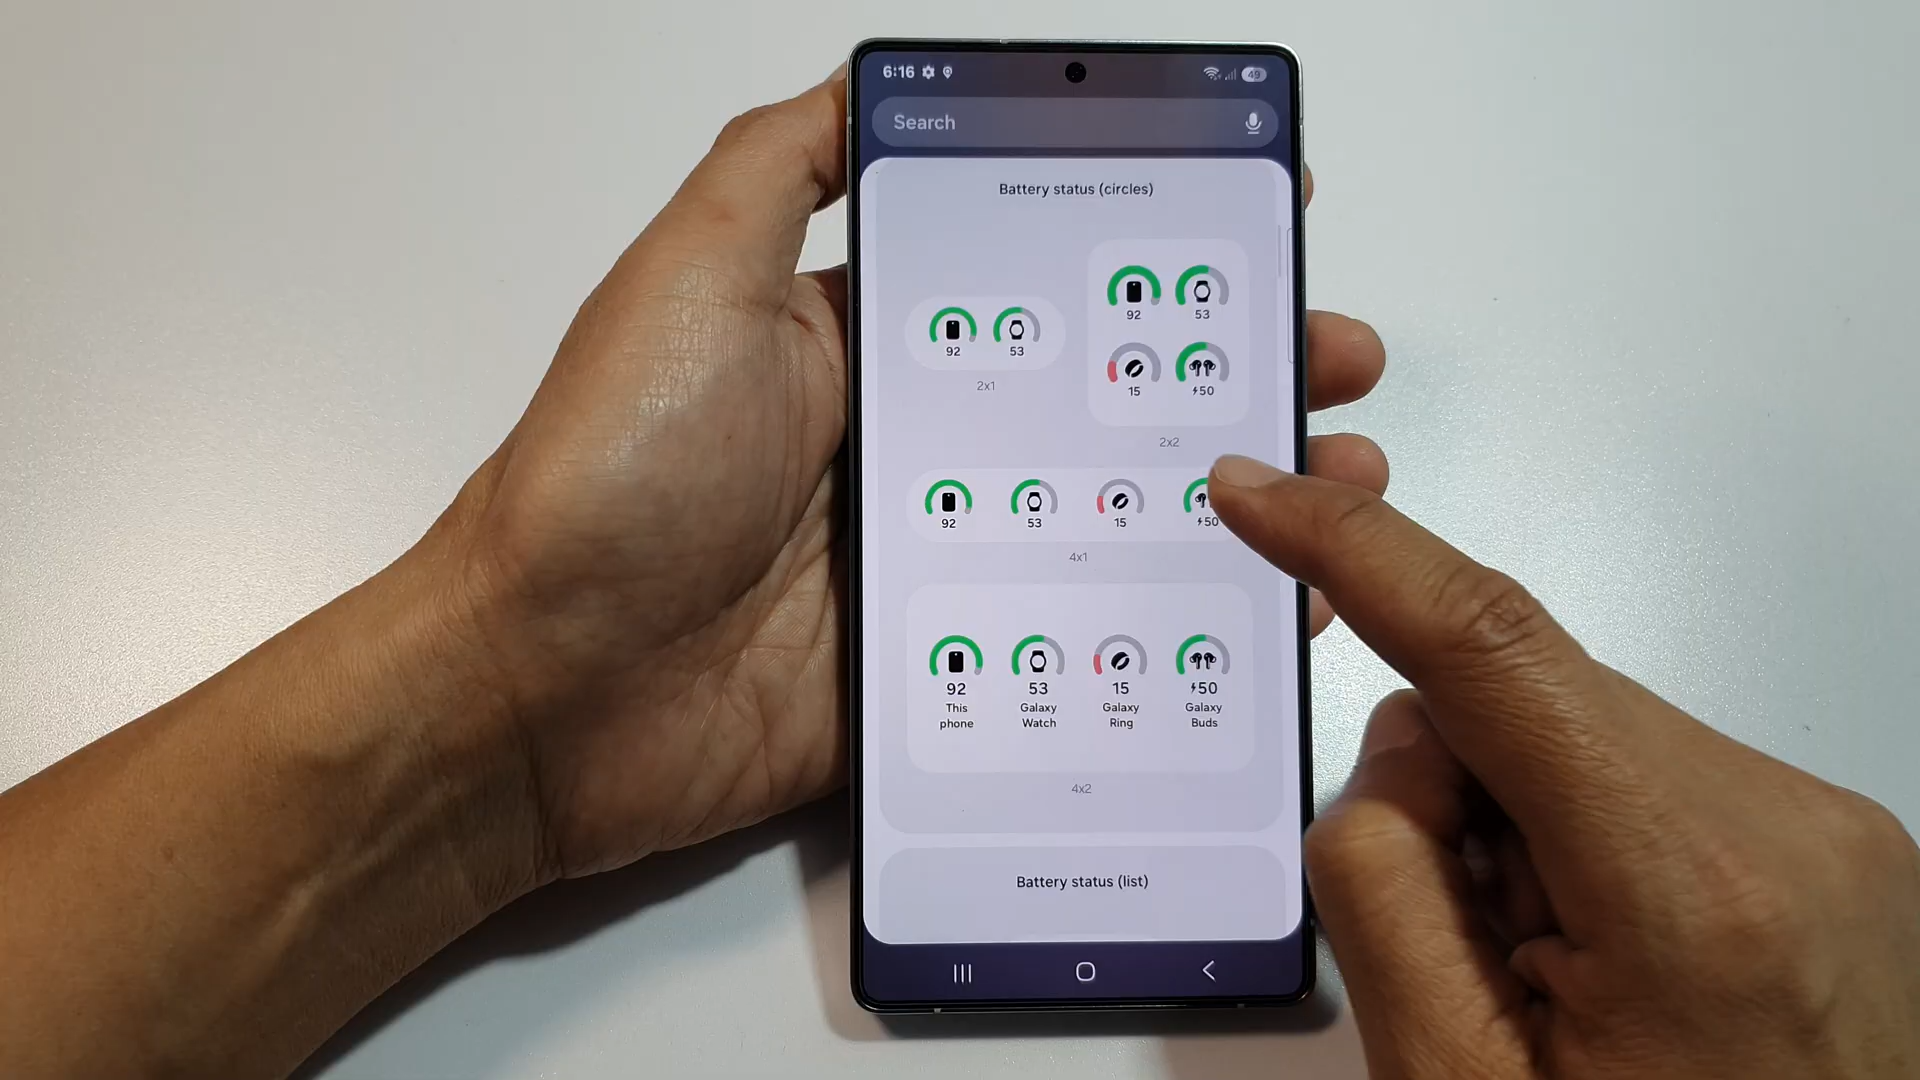 6:16
49
Search
Battery status (circles)
92 53
2x1
92 53
15 50
2x2
92 53 15 50
4x1
92 53 15 50
This phone
Galaxy Watch
Galaxy Ring
Galaxy Buds
4x2
Battery status (list)